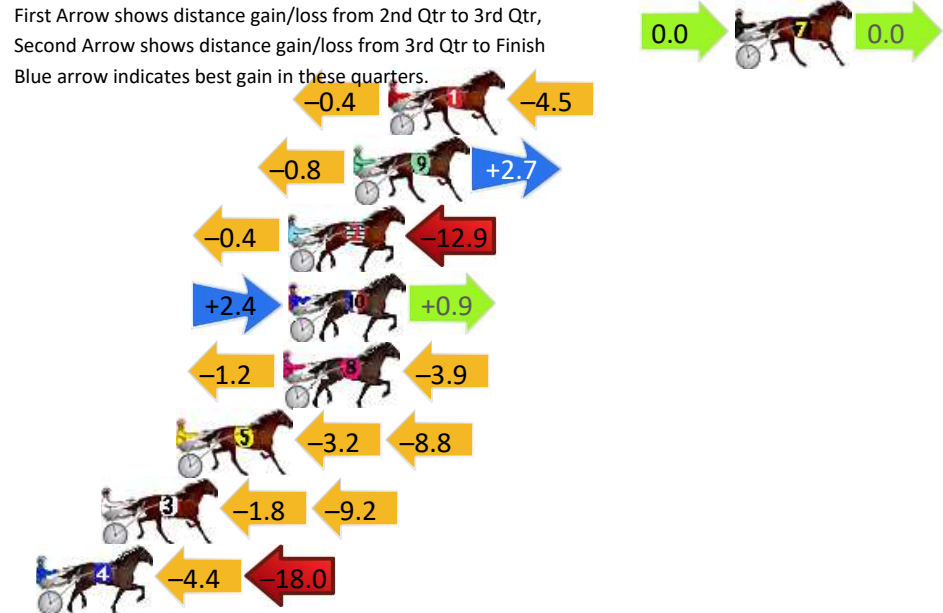 First Arrow shows distance gain/loss from 2nd Qtr to 3rd Qtr,
Second Arrow shows distance gain/loss from 3rd Qtr to Finish
Blue arrow indicates best gain in these quarters.
0.0 7 0.0
–0.4 1 –4.5
–0.8 9 +2.7
–0.4 2 –12.9
+2.4 10 +0.9
–1.2 8 –3.9
5 –3.2 –8.8
3 –1.8 –9.2
4 –4.4 –18.0